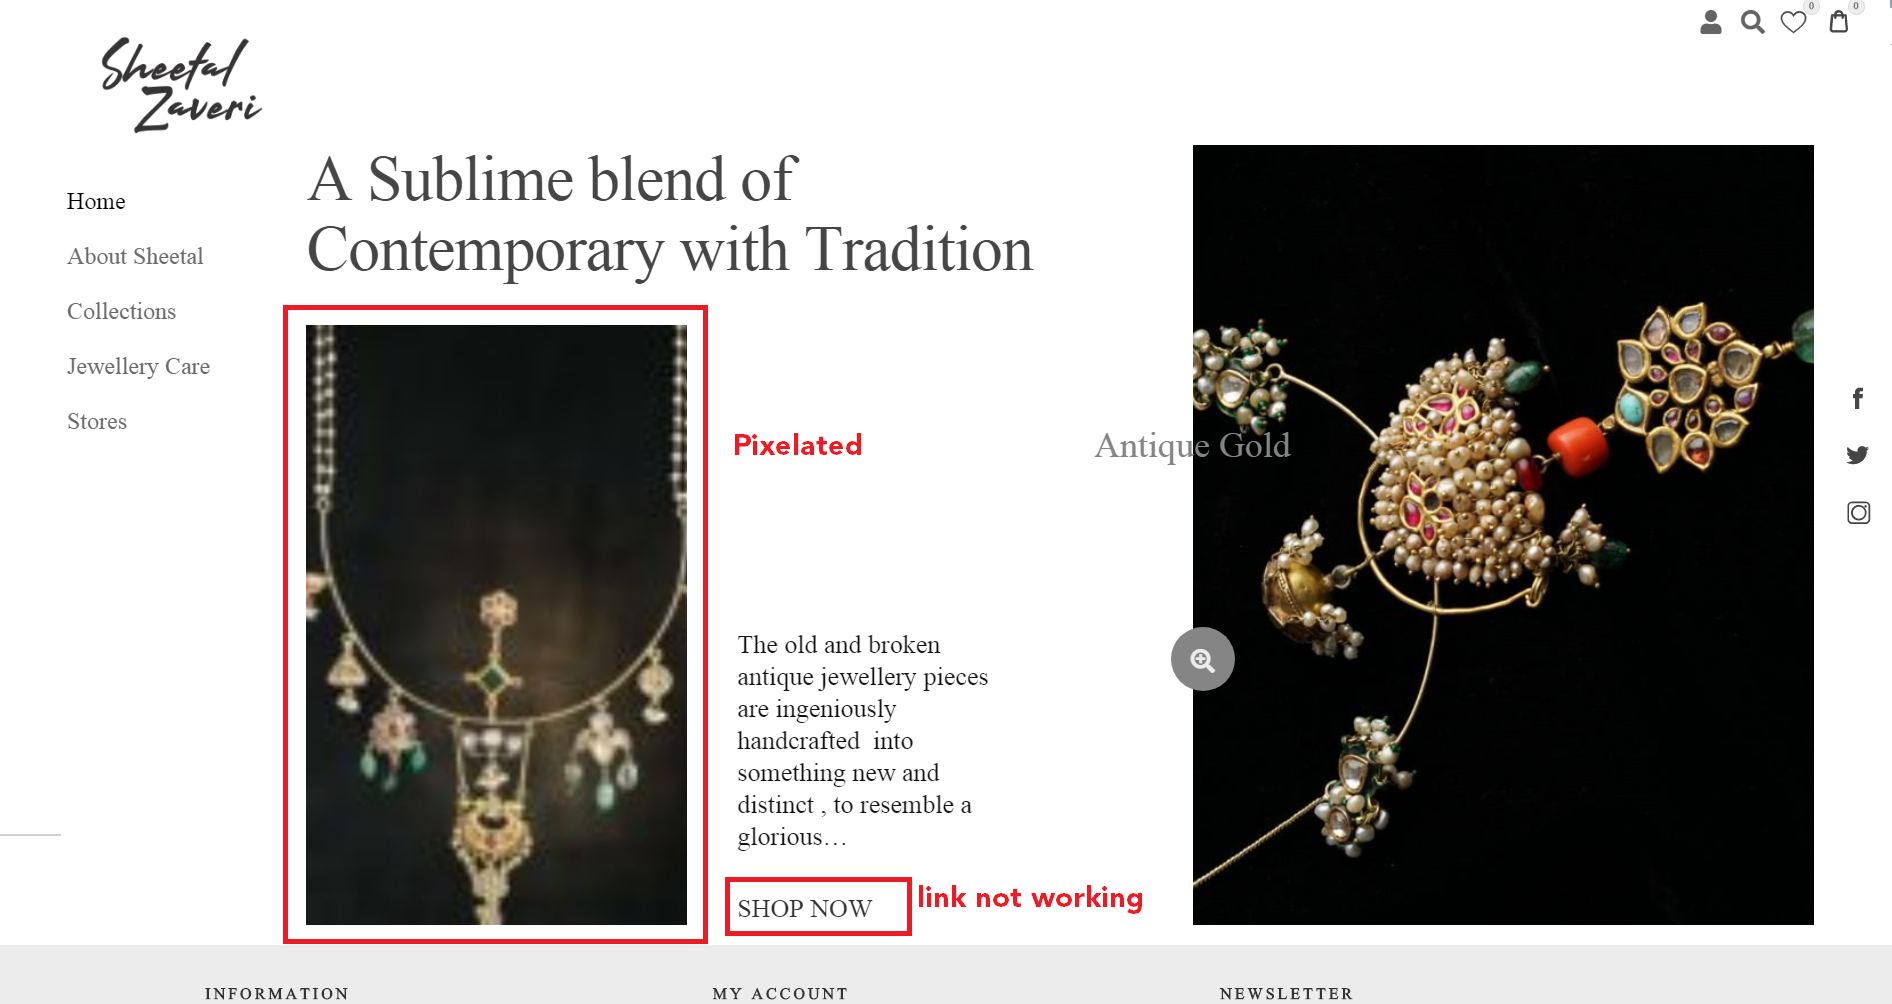 0
0
Sheetal
Zaveri
Home
About Sheetal
Collections
Jewellery Care
Stores
A Sublime blend of
Contemporary with Tradition
Pixelated
Antique Gold
The old and broken
antique jewellery pieces
are ingeniously
handcrafted  into
something new and
distinct , to resemble a
glorious…
SHOP NOW
link not working
INFORMATION
MY ACCOUNT
NEWSLETTER